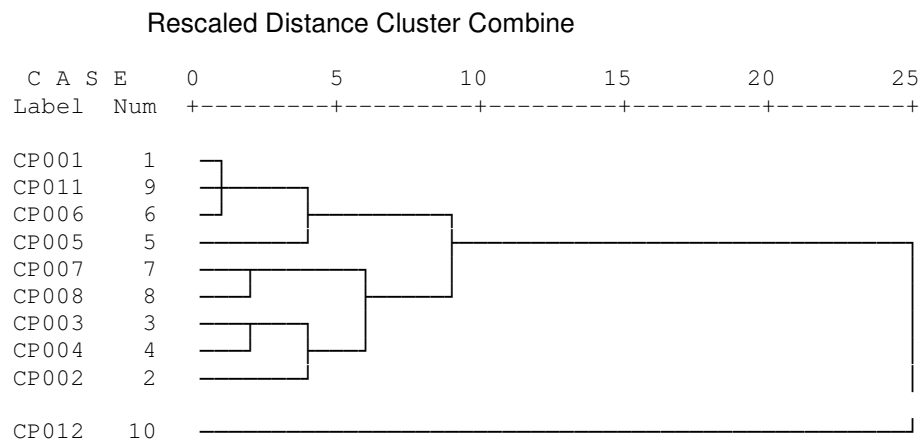 Rescaled Distance Cluster Combine
C A S E 0 5 10 15 20 25
Label Num +---------+---------+---------+---------+---------+
CP001 1
CP011 9
CP006 6
CP005 5
CP007 7
CP008 8
CP003 3
CP004 4
CP002 2
CP012 10